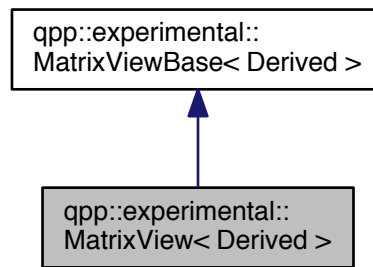 qpp::experimental::
MatrixViewBase< Derived >
qpp::experimental::
MatrixView< Derived >